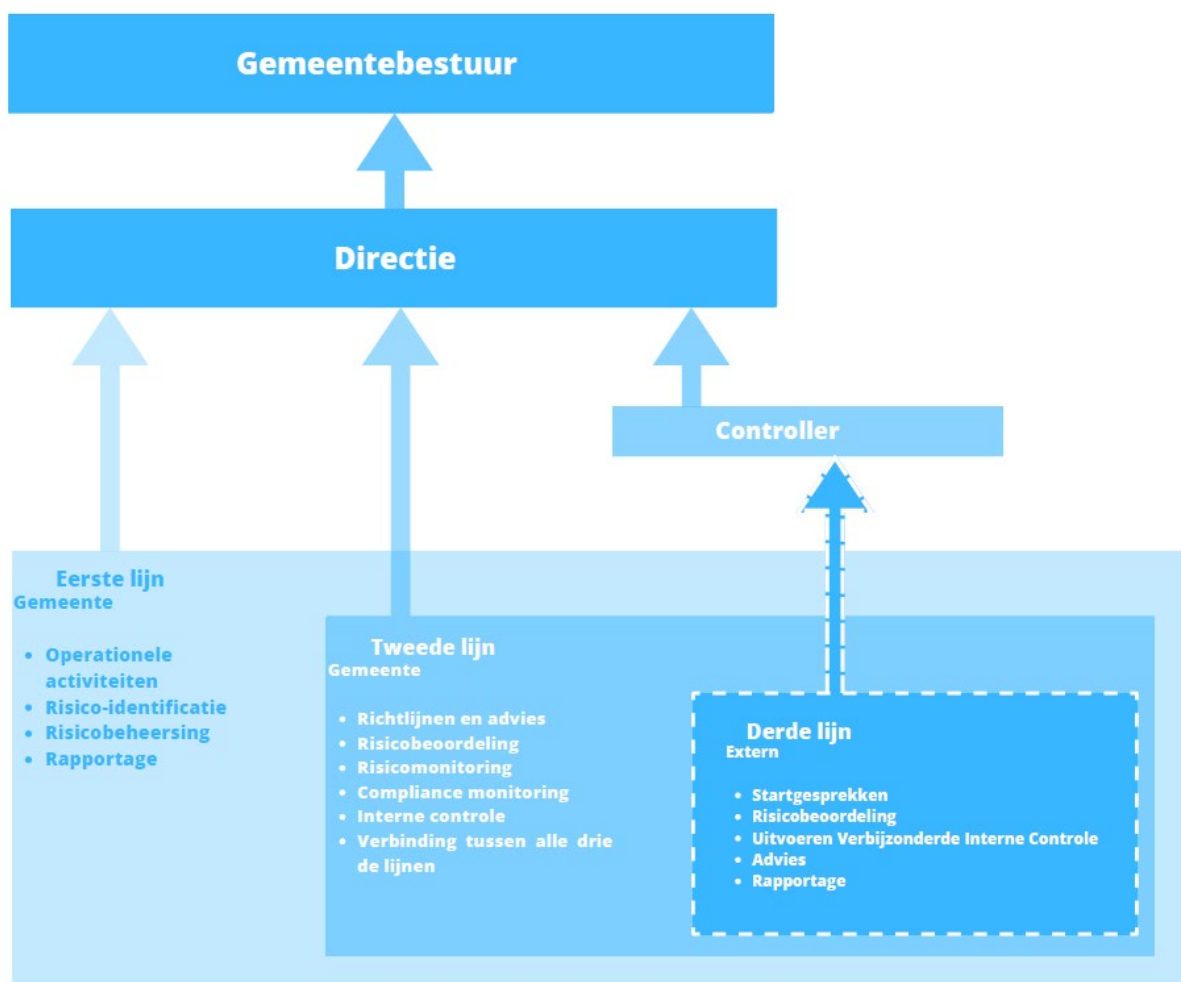 Gemeentebestuur
Directie
Controller
Eerste lijn
Gemeente
• Operationele
activiteiten
• Risico-identificatie
• Risicobeheersing
• Rapportage
Tweede lijn
Gemeente
• Richtlijnen en advies
• Risicobeoordeling
• Risicomonitoring
• Compliance monitoring
• Interne controle
• Verbinding tussen alle drie
de lijnen
Derde lijn
Extern
• Startgesprekken
• Risicobeoordeling
• Uitvoeren Verbijzonderde Interne Controle
• Advies
• Rapportage